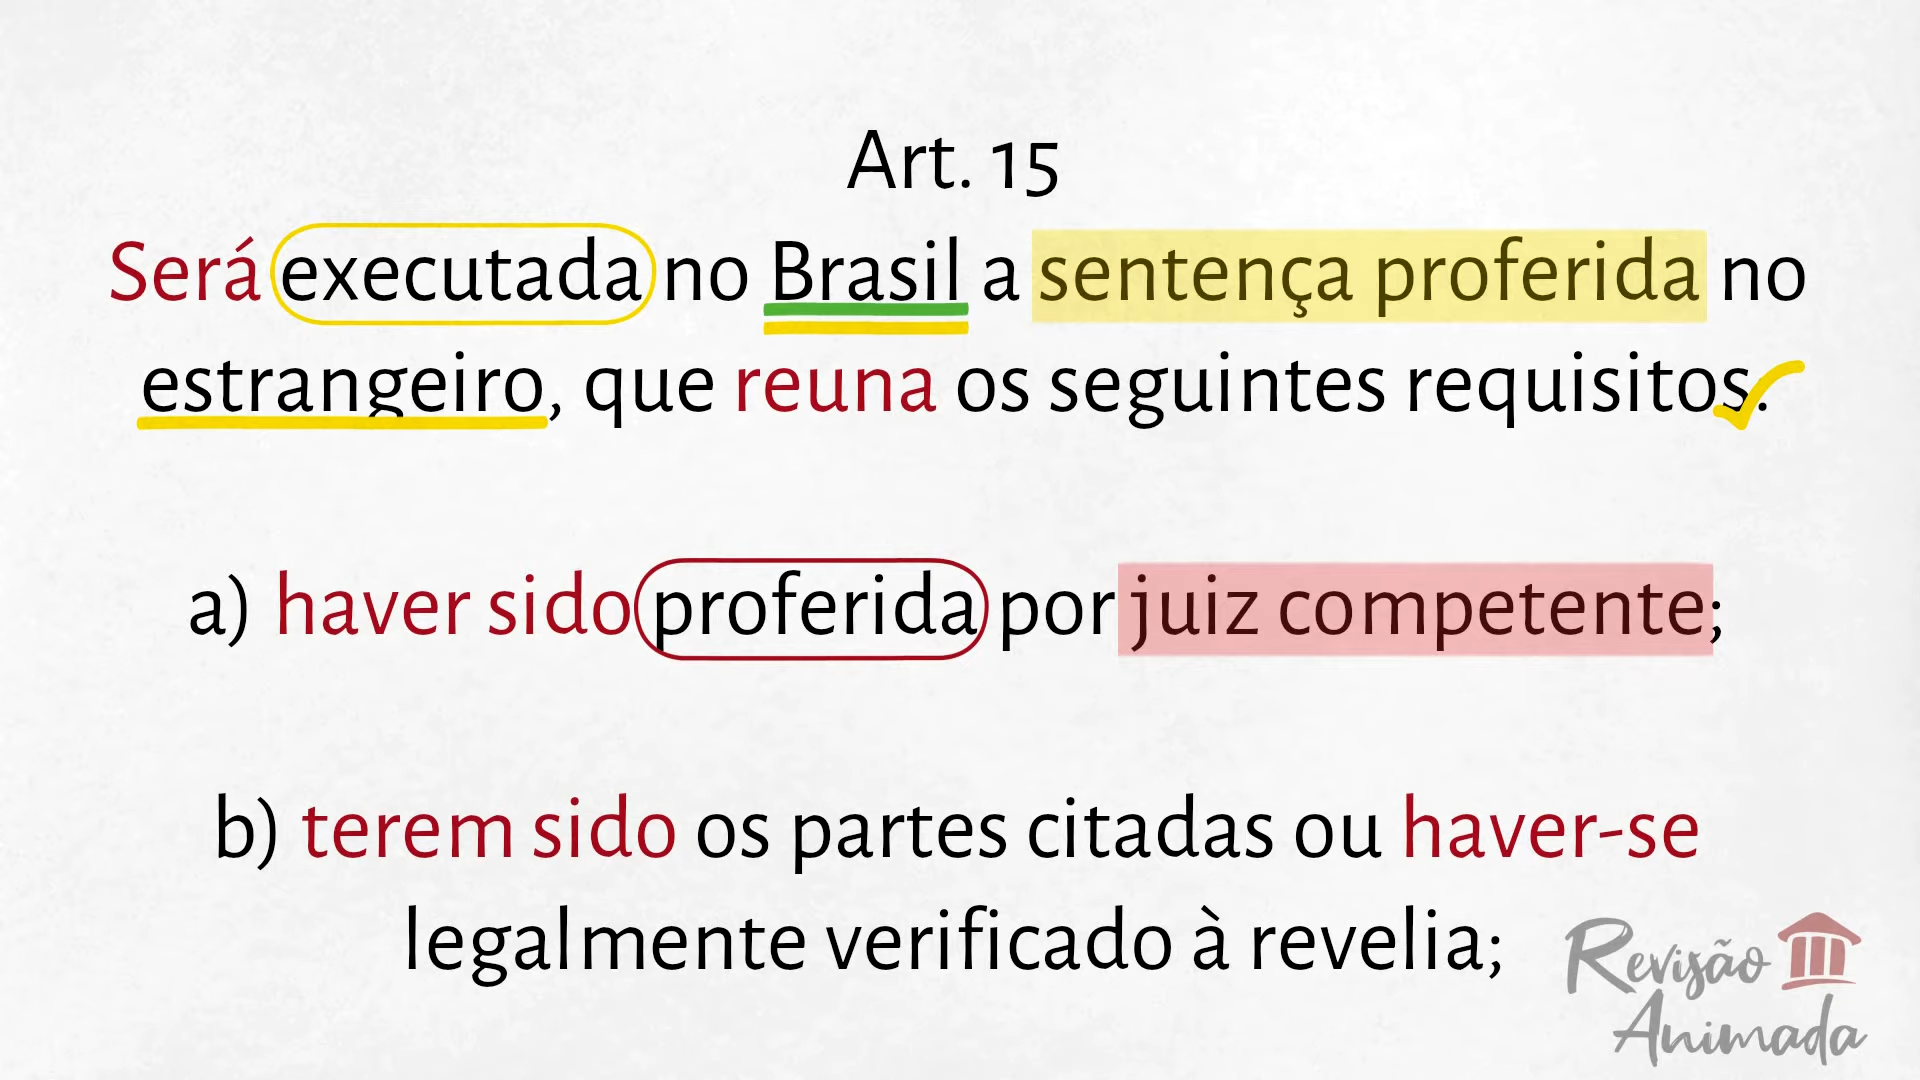 Art. 15
Será executada no Brasil a sentença proferida no
estrangeiro, que reuna os seguintes requisitos.
a) haver sido proferida por juiz competente;
b) terem sido os partes citadas ou haver-se
legalmente verificado à revelia;
Revisão
Animada